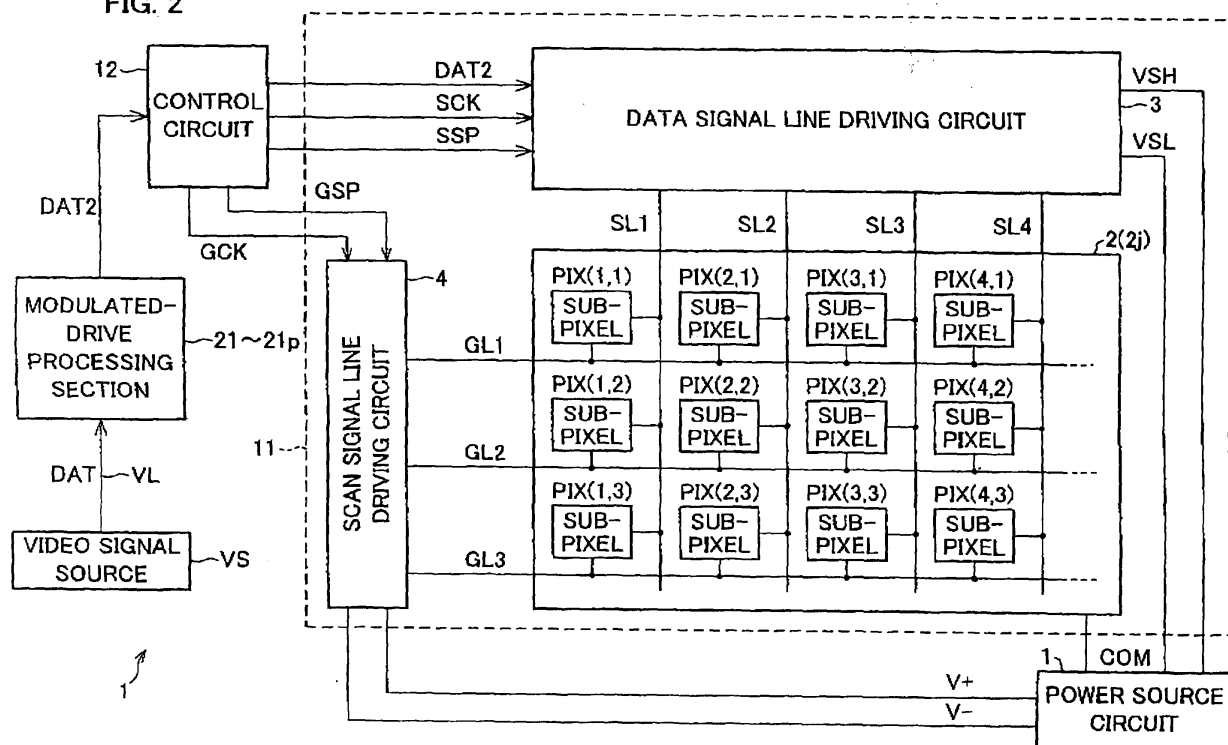 FIG. 2
12
CONTROL
CIRCUIT
DAT2
SCK
SSP
DATA SIGNAL LINE DRIVING CIRCUIT
VSH
3
VSL
DAT2
GSP
GCK
SL1
SL2
SL3
SL4
2(2j)
4
MODULATED-
DRIVE
PROCESSING
SECTION
21~21p
SCAN SIGNAL LINE
DRIVING CIRCUIT
PIX(1,1)
SUB-
PIXEL
PIX(2,1)
SUB-
PIXEL
PIX(3,1)
SUB-
PIXEL
PIX(4,1)
SUB-
PIXEL
GL1
PIX(1,2)
SUB-
PIXEL
PIX(2,2)
SUB-
PIXEL
PIX(3,2)
SUB-
PIXEL
PIX(4,2)
SUB-
PIXEL
11
GL2
DAT
VL
PIX(1,3)
SUB-
PIXEL
PIX(2,3)
SUB-
PIXEL
PIX(3,3)
SUB-
PIXEL
PIX(4,3)
SUB-
PIXEL
GL3
VIDEO SIGNAL
SOURCE
VS
1
1
COM
V+
V-
POWER SOURCE
CIRCUIT